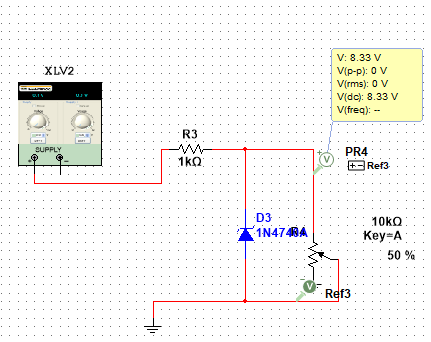 XLV2
V: 8.33 V
V(p-p): 0 V
V(rms): 0 V
V(dc): 8.33 V
V(freq): --
SUPPLY
R3
1kΩ
PR4
Ref3
D3
10kΩ
Key=A
50 %
Ref3